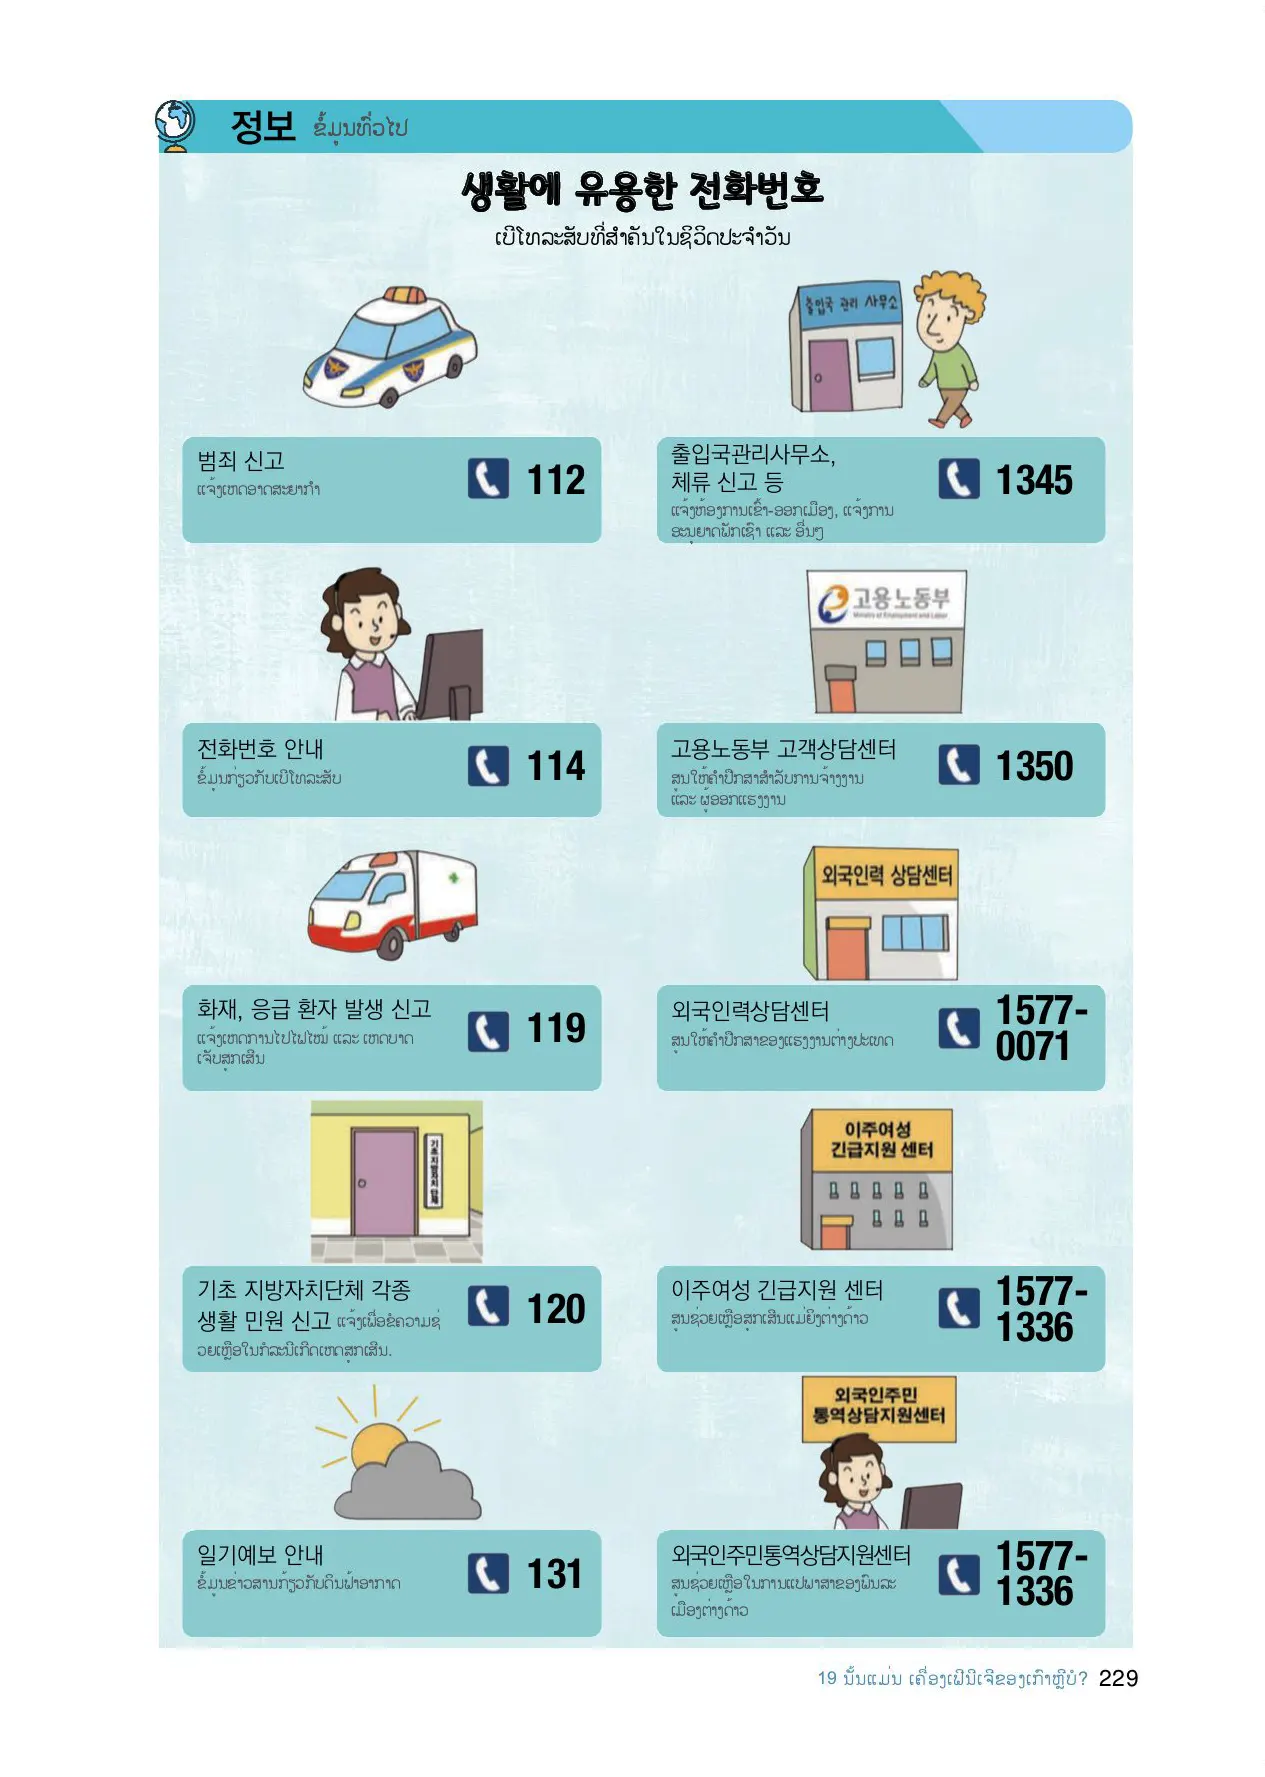 정보 ຂໍ້ມູນທົ່ວໄປ
생활에 유용한 전화번호
ເບີໂທລະສັບທີ່ສຳຄັນໃນຊີວິດປະຈຳວັນ
출입국 관리 사무소
범죄 신고
ແຈ້ງເຫດອາດສະຍາກຳ
112
출입국관리사무소,
체류 신고 등
ແຈ້ງຫ້ອງການເຂົ້າ-ອອກເມືອງ, ແຈ້ງການ
ອະນຸຍາດພັກເຊົາ ແລະ ອື່ນໆ
1345
고용노동부
Ministry of Employment and Labor
전화번호 안내
ຂໍ້ມູນກ່ຽວກັບເບີໂທລະສັບ
114
고용노동부 고객상담센터
ສູນໃຫ້ຄຳປຶກສາສຳລັບການຈ້າງງານ
ແລະ ຜູ້ອອກແຮງງານ
1350
외국인력 상담센터
화재, 응급 환자 발생 신고
ແຈ້ງເຫດການໄປໄຟໄໝ້ ແລະ ເຫດບາດ
ເຈັບສຸກເສີນ
119
외국인력상담센터
ສູນໃຫ້ຄຳປຶກສາຂອງແຮງງານຕ່າງປະເທດ
1577-
0071
기초지방자치단체
이주여성
긴급지원 센터
기초 지방자치단체 각종
생활 민원 신고 ແຈ້ງເພື່ອຂໍຄວາມຊ່
ວຍເຫຼືອໃນກໍລະນີເກີດເຫດສຸກເສີນ.
120
이주여성 긴급지원 센터
ສູນຊ່ວຍເຫຼືອສຸກເສີນແມ່ຍິງຕ່າງດ້າວ
1577-
1336
외국인주민
통역상담지원센터
일기예보 안내
ຂໍ້ມູນຂ່າວສານກ້ຽວກັບດິນຟ້າອາກາດ
131
외국인주민통역상담지원센터
ສູນຊ່ວຍເຫຼືອໃນການແປພາສາຂອງພົນລະ
ເມືອງຕ່າງດ້າວ
1577-
1336
19 ນັ້ນແມ່ນ ເຄື່ອງເຟີນີເຈີຂອງເກົາຫຼີບໍ? 229